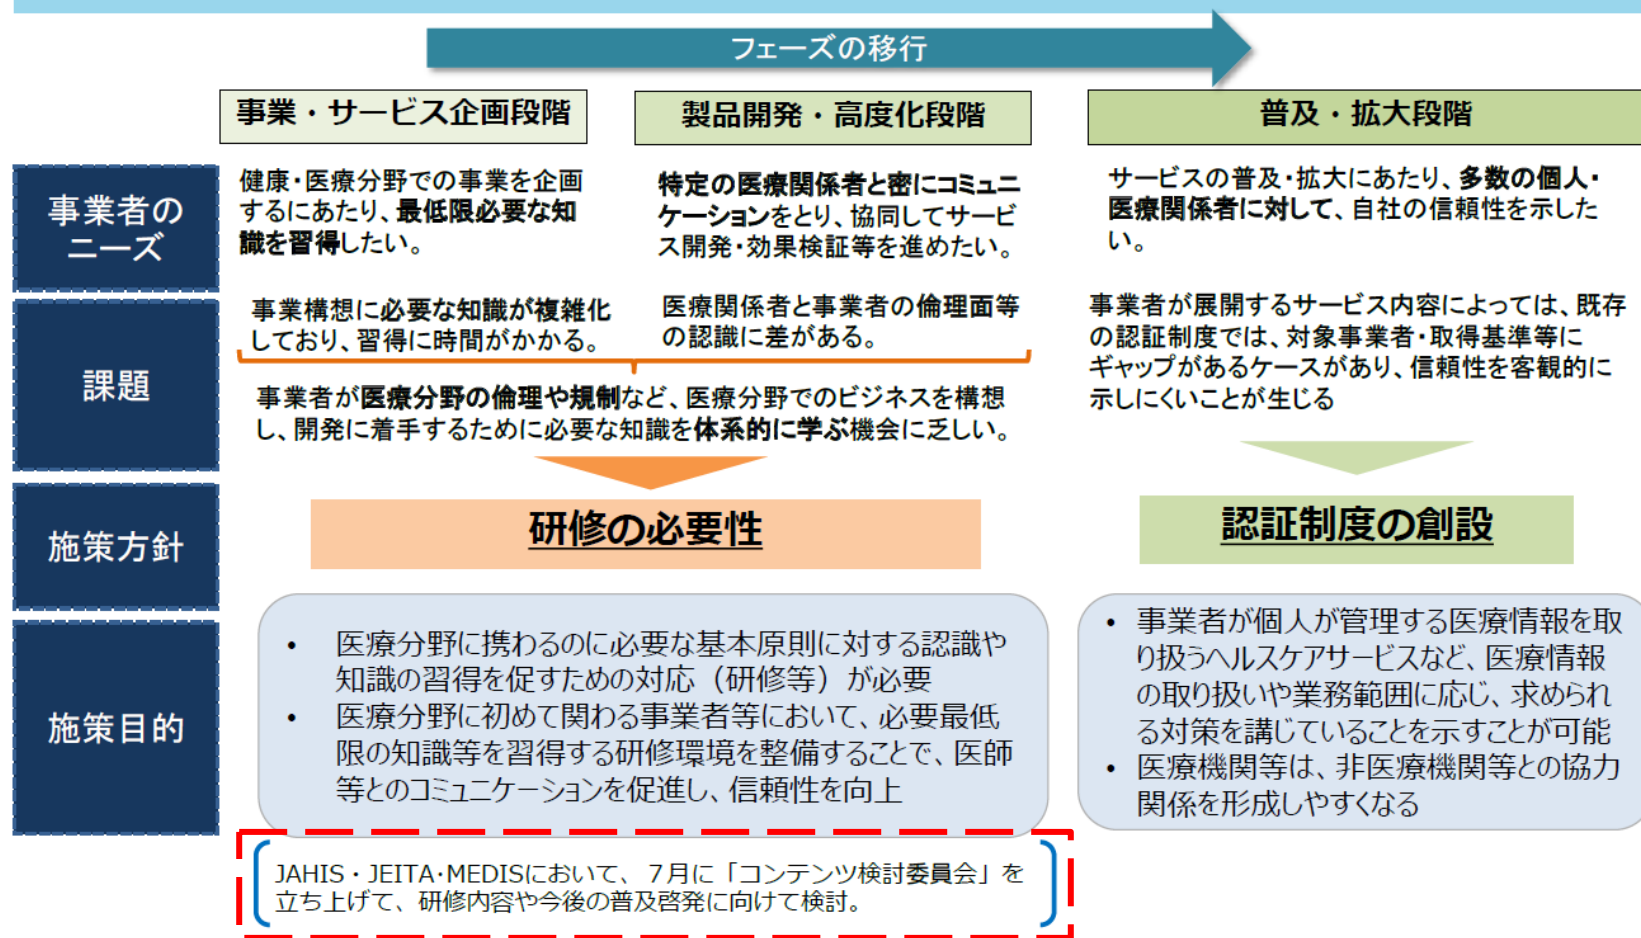 フェーズの移行
事業・サービス企画段階
製品開発・高度化段階
普及・拡大段階
事業者の
ニーズ
健康・医療分野での事業を企画
するにあたり、最低限必要な知
識を習得したい。
特定の医療関係者と密にコミュニ
ケーションをとり、協同してサービ
ス開発・効果検証等を進めたい。
サービスの普及・拡大にあたり、多数の個人・
医療関係者に対して、自社の信頼性を示した
い。
課題
事業構想に必要な知識が複雑化
しており、習得に時間がかかる。
医療関係者と事業者の倫理面等
の認識に差がある。
事業者が医療分野の倫理や規制など、医療分野でのビジネスを構想
し、開発に着手するために必要な知識を体系的に学ぶ機会に乏しい。
事業者が展開するサービス内容によっては、既存
の認証制度では、対象事業者・取得基準等に
ギャップがあるケースがあり、信頼性を客観的に
示しにくいことが生じる
施策方針
研修の必要性
認証制度の創設
施策目的
• 医療分野に携わるのに必要な基本原則に対する認識や
知識の習得を促すための対応（研修等）が必要
• 医療分野に初めて関わる事業者等において、必要最低
限の知識等を習得する研修環境を整備することで、医師
等とのコミュニケーションを促進し、信頼性を向上
• 事業者が個人が管理する医療情報を取
り扱うヘルスケアサービスなど、医療情報
の取り扱いや業務範囲に応じ、求められ
る対策を講じていることを示すことが可能
• 医療機関等は、非医療機関等との協力
関係を形成しやすくなる
JAHIS・JEITA・MEDISにおいて、７月に「コンテンツ検討委員会」を
立ち上げて、研修内容や今後の普及啓発に向けて検討。